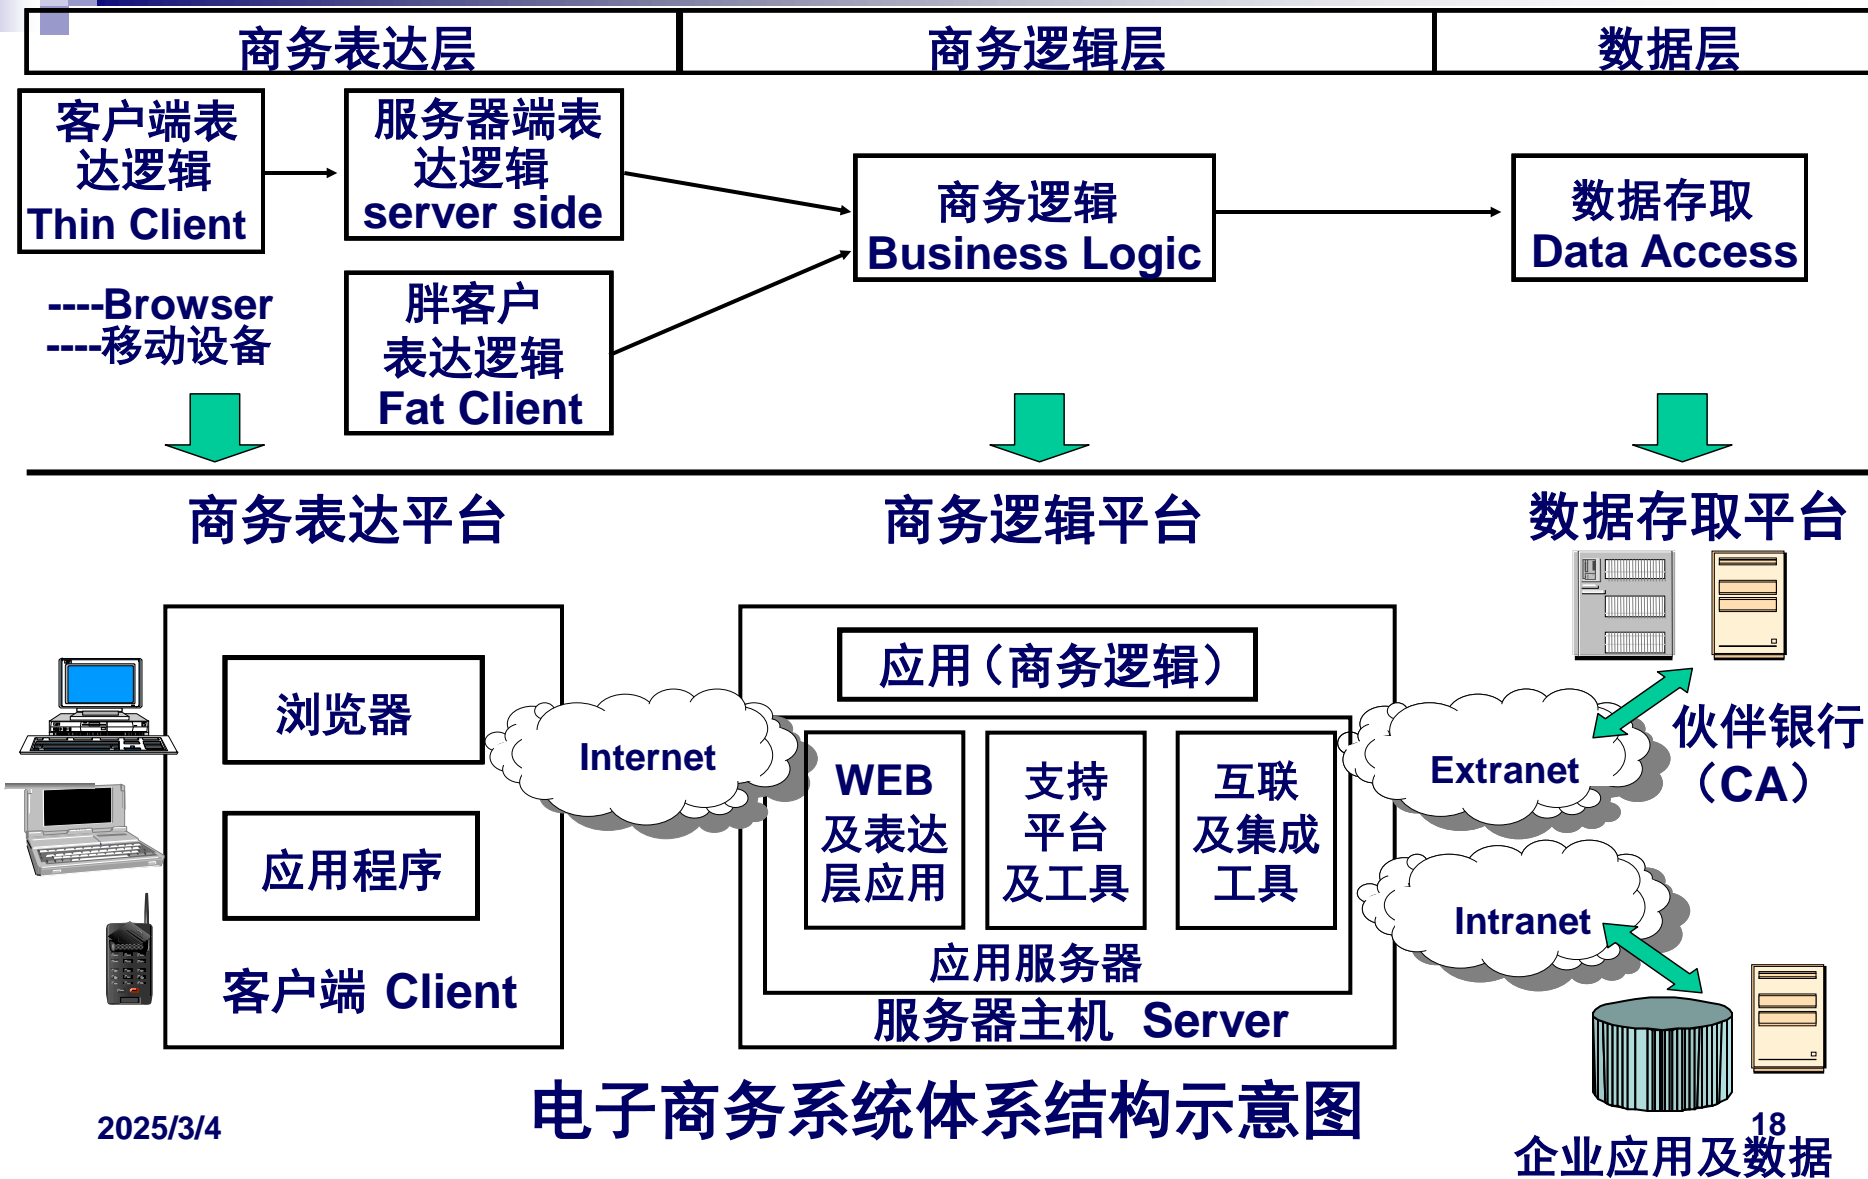 商务表达层
商务逻辑层
数据层
客户端表
达逻辑
Thin Client
服务器端表
达逻辑
server side
商务逻辑
Business Logic
数据存取
Data Access
----Browser
----移动设备
胖客户
表达逻辑
Fat Client
商务表达平台
商务逻辑平台
数据存取平台
浏览器
应用程序
客户端 Client
Internet
应用（商务逻辑）
WEB
及表达
层应用
支持
平台
及工具
互联
及集成
工具
应用服务器
服务器主机 Server
Extranet
伙伴银行
（CA）
Intranet
企业应用及数据
电子商务系统体系结构示意图
2025/3/4
18